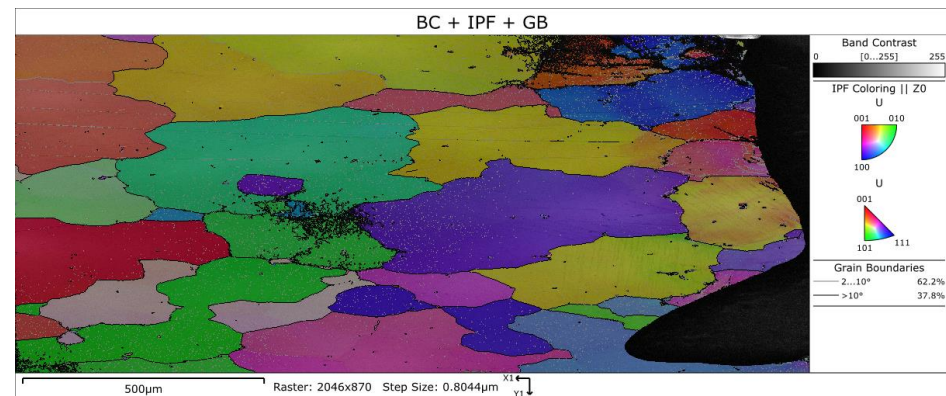 BC + IPF + GB
Band Contrast
0 [0...255] 255
IPF Coloring || Z0
U
001 010
100
U
001
101 111
Grain Boundaries
2...10° 62.2%
>10° 37.8%
500µm Raster: 2046x870 Step Size: 0.8044µm X1
Y1